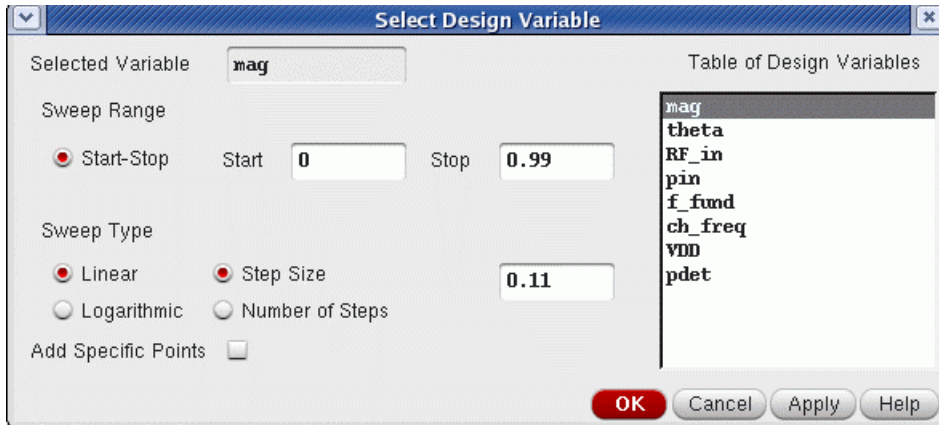 Select Design Variable
Selected Variable mag
Table of Design Variables
Sweep Range
Start-Stop Start 0 Stop 0.99
Sweep Type
Linear Step Size 0.11
Logarithmic Number of Steps
Add Specific Points
mag
theta
RF_in
pin
f_fund
ch_freq
VDD
pdet
OK Cancel Apply Help